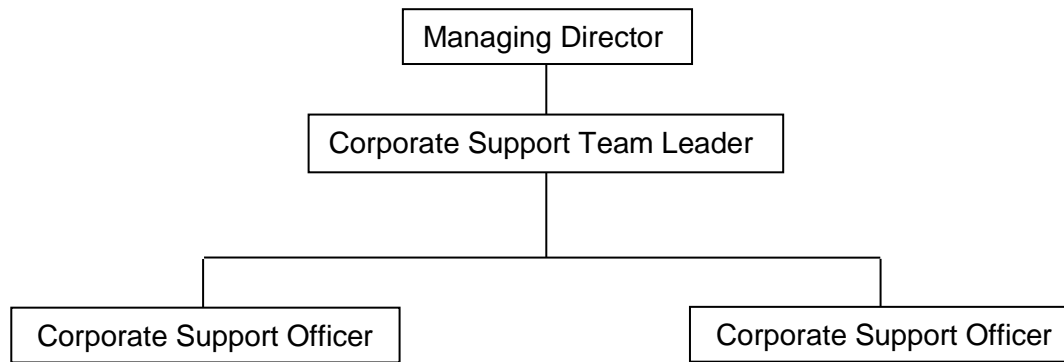 Managing Director
Corporate Support Team Leader
Corporate Support Officer
Corporate Support Officer